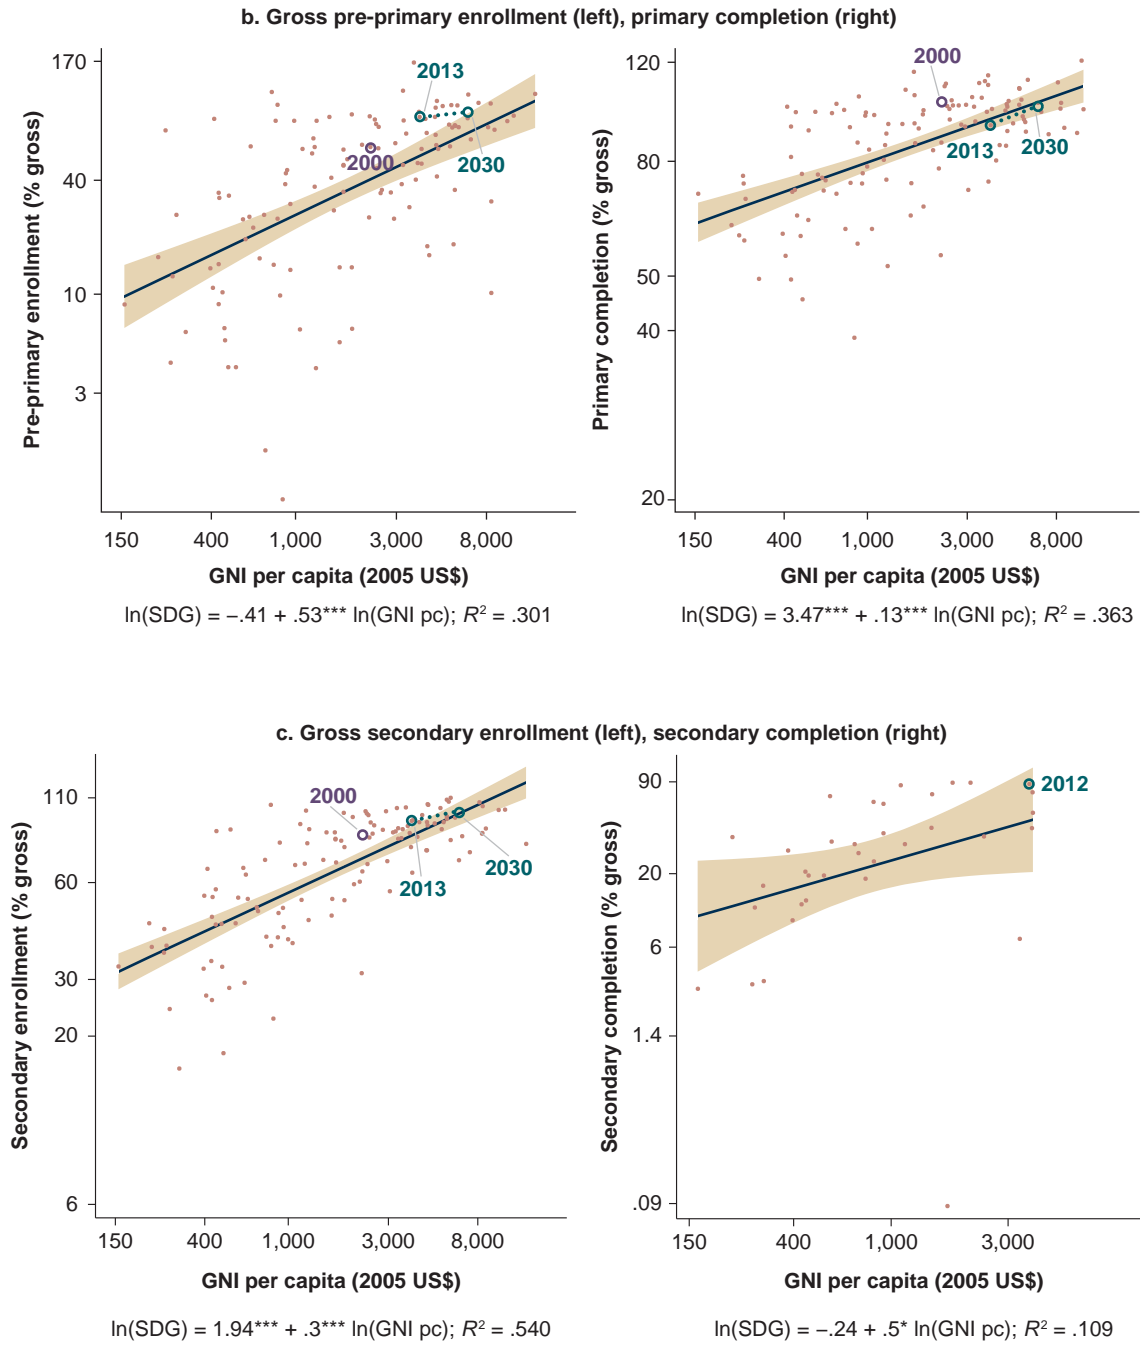 b. Gross pre-primary enrollment (left), primary completion (right)
Pre-primary enrollment (% gross)
170
40
10
3
2013
2000
2030
150 400 1,000 3,000 8,000
GNI per capita (2005 US$)
ln(SDG) = –.41 + .53*** ln(GNI pc); R² = .301
Primary completion (% gross)
120
80
50
40
20
2000
2013
2030
150 400 1,000 3,000 8,000
GNI per capita (2005 US$)
ln(SDG) = 3.47*** + .13*** ln(GNI pc); R² = .363
c. Gross secondary enrollment (left), secondary completion (right)
Secondary enrollment (% gross)
110
60
30
20
6
2000
2030
2013
150 400 1,000 3,000 8,000
GNI per capita (2005 US$)
ln(SDG) = 1.94*** + .3*** ln(GNI pc); R² = .540
Secondary completion (% gross)
90
20
6
1.4
.09
2012
150 400 1,000 3,000
GNI per capita (2005 US$)
ln(SDG) = –.24 + .5* ln(GNI pc); R² = .109